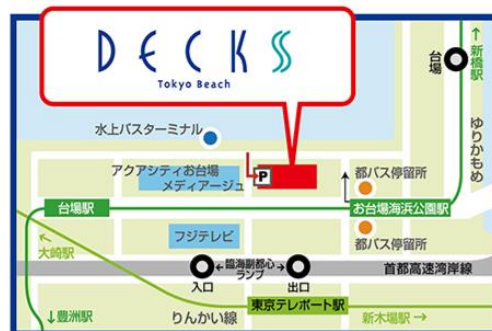 DECKS
Tokyo Beach
台場
↑新橋駅
ゆりかもめ
水上バスターミナル
アクアシティお台場
メディアージュ
P
都バス停留所
台場駅
お台場海浜公園駅
フジテレビ
都バス停留所
大崎駅
←臨海副都心→
ランプ
入口
出口
首都高速湾岸線
東京テレポート駅
↓豊洲駅
りんかい線
新木場駅→